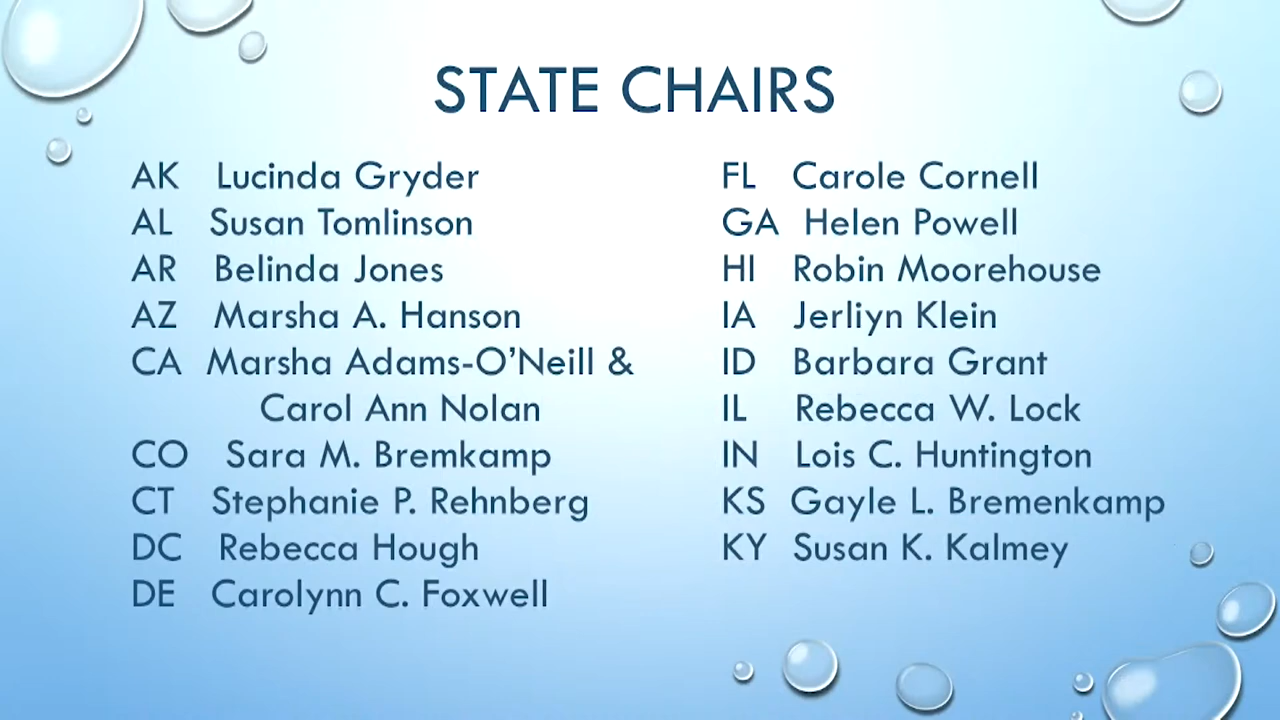 STATE CHAIRS
AK Lucinda Gryder
AL Susan Tomlinson
AR Belinda Jones
AZ Marsha A. Hanson
CA Marsha Adams-O’Neill &
Carol Ann Nolan
CO Sara M. Bremkamp
CT Stephanie P. Rehnberg
DC Rebecca Hough
DE Carolynn C. Foxwell
FL Carole Cornell
GA Helen Powell
HI Robin Moorehouse
IA Jerliyn Klein
ID Barbara Grant
IL Rebecca W. Lock
IN Lois C. Huntington
KS Gayle L. Bremenkamp
KY Susan K. Kalmey